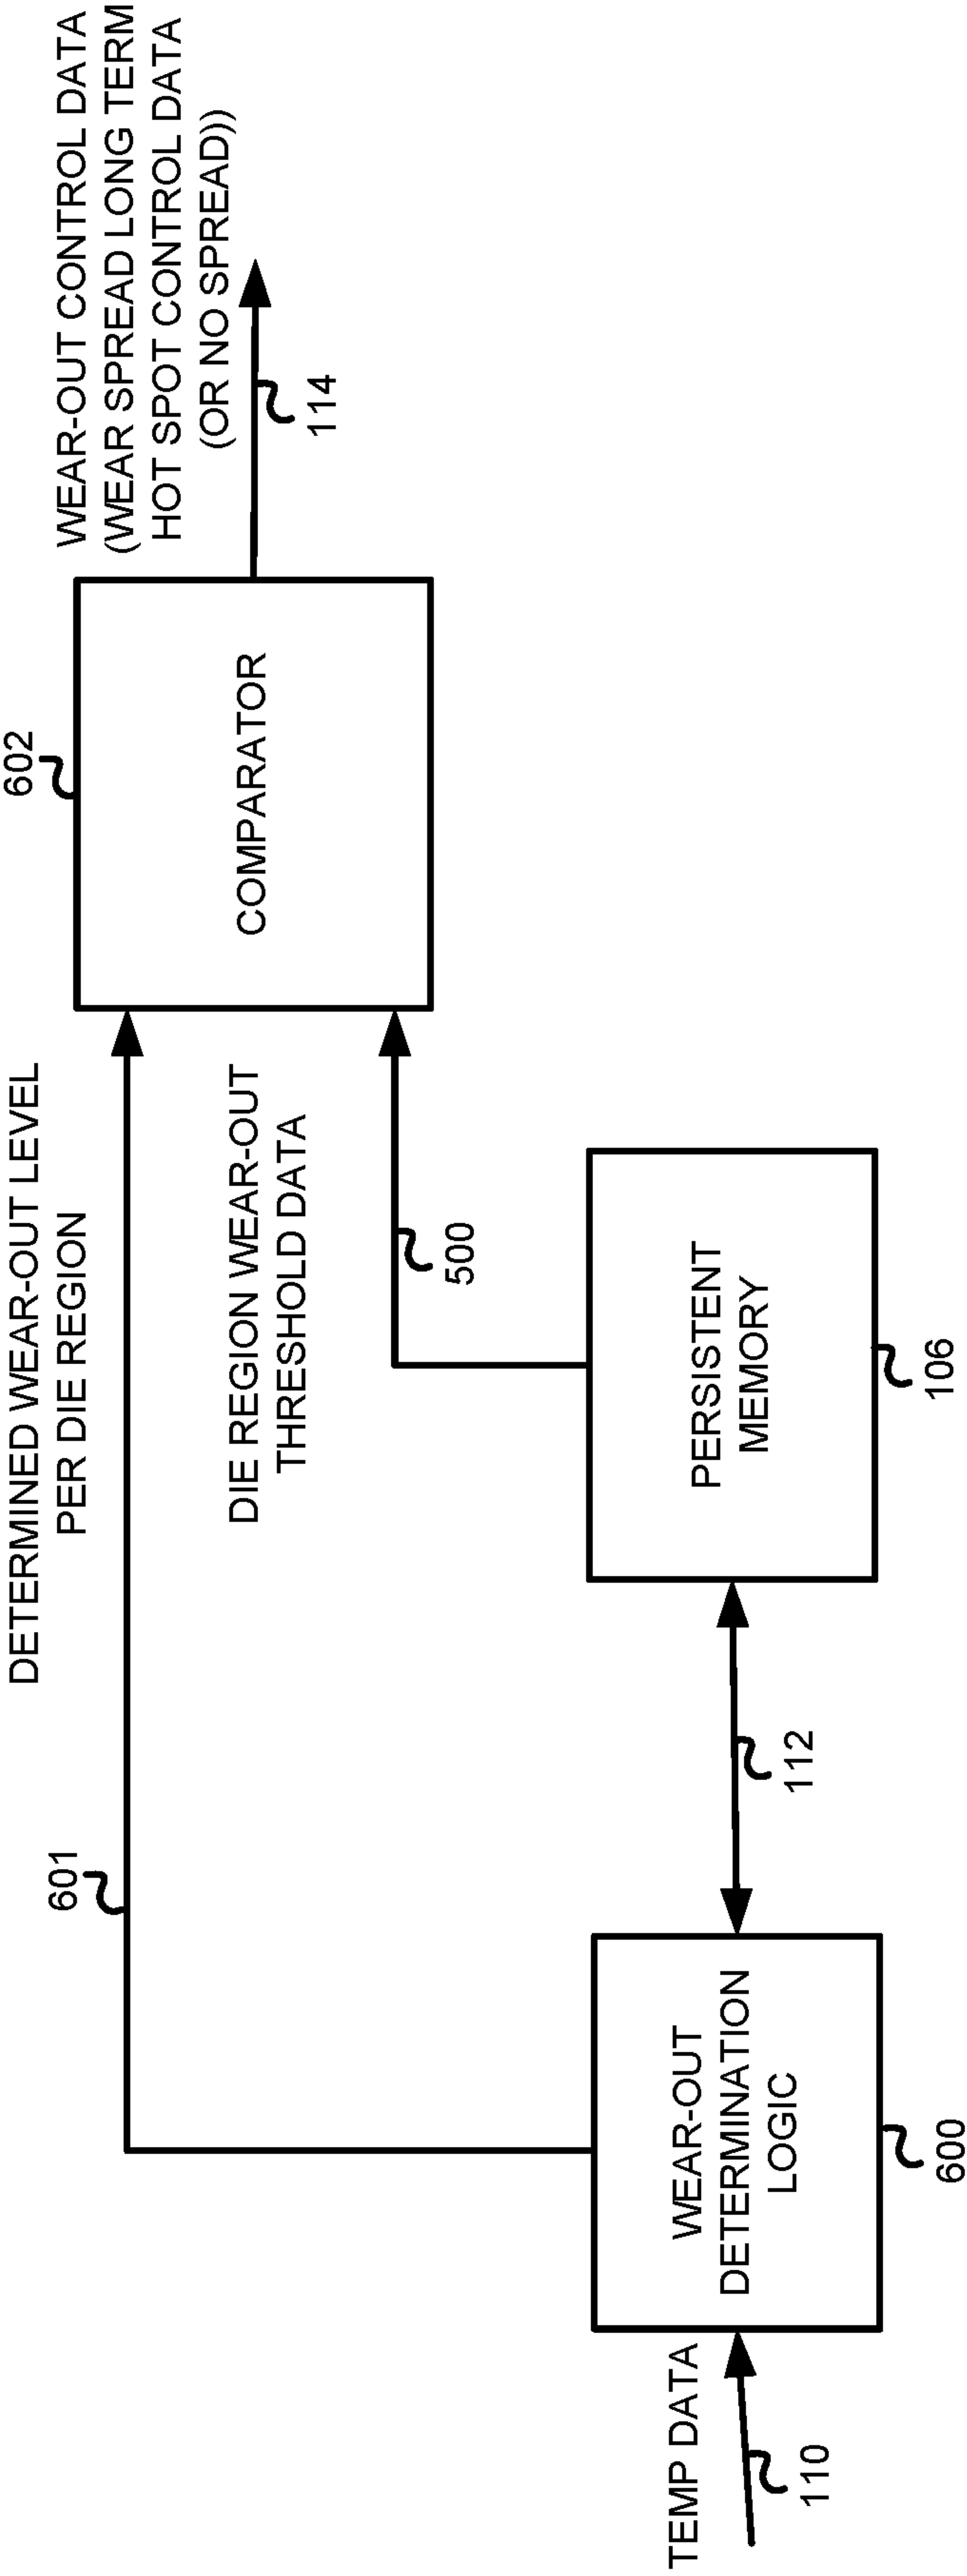 DETERMINED WEAR-OUT LEVEL
PER DIE REGION
601
602
WEAR-OUT CONTROL DATA
(WEAR SPREAD LONG TERM
HOT SPOT CONTROL DATA
(OR NO SPREAD))
114
COMPARATOR
DIE REGION WEAR-OUT
THRESHOLD DATA
500
TEMP DATA
110
WEAR-OUT
DETERMINATION
LOGIC
600
112
PERSISTENT
MEMORY
106